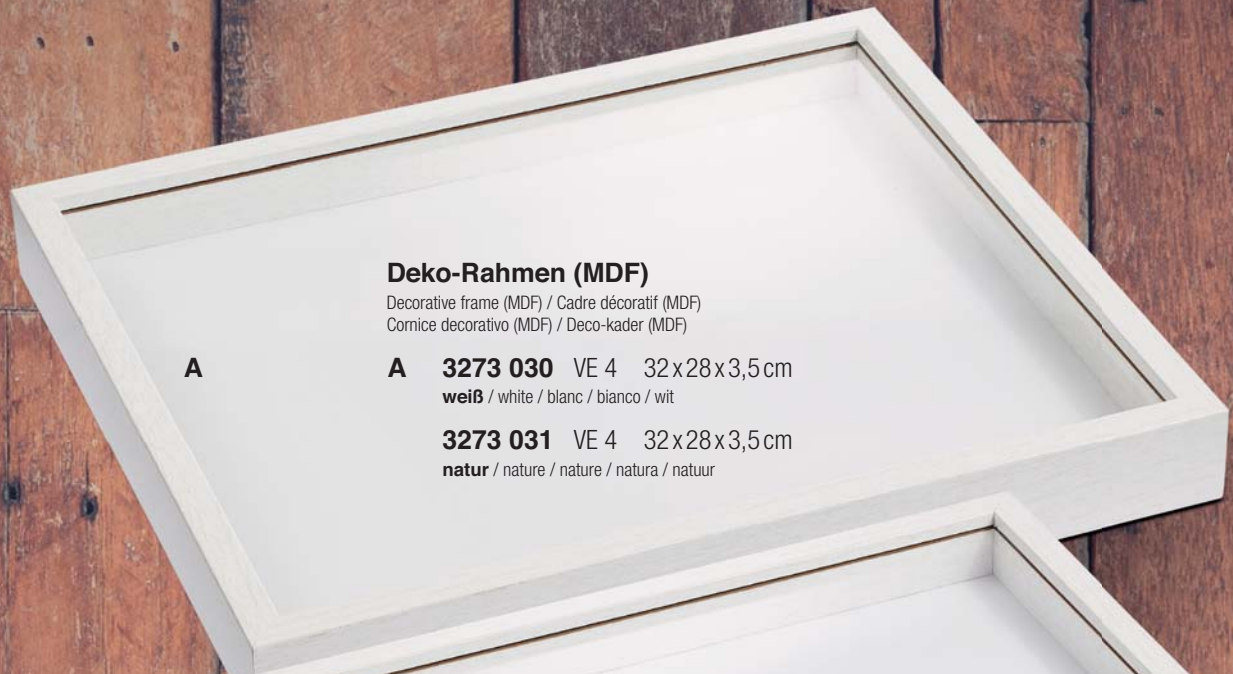 Deko-Rahmen (MDF)
Decorative frame (MDF) / Cadre décoratif (MDF)
Cornice decorativo (MDF) / Deco-kader (MDF)
A
A 3273 030 VE 4 32 x 28 x 3,5 cm
weiß / white / blanc / bianco / wit
3273 031 VE 4 32 x 28 x 3,5 cm
natur / nature / nature / natura / natuur